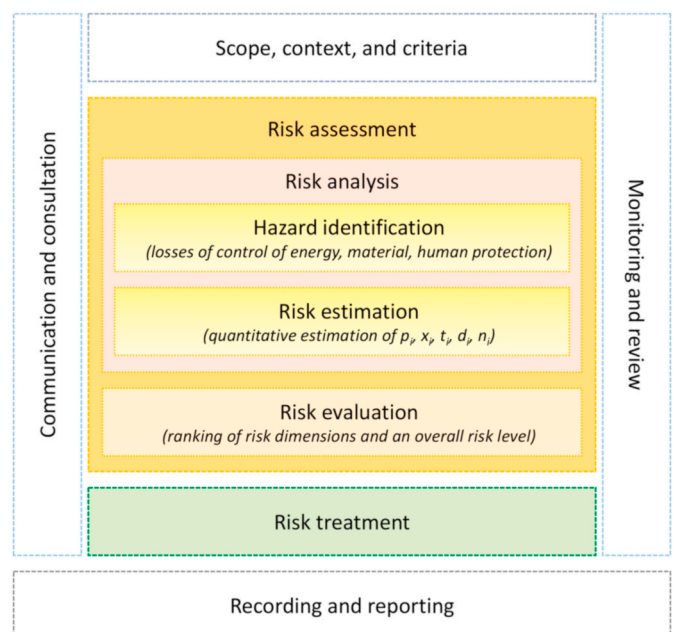 Scope, context, and criteria
Communication and consultation
Risk assessment
Risk analysis
Hazard identification
(losses of control of energy, material, human protection)
Risk estimation
(quantitative estimation of pᵢ, xᵢ, tᵢ, dᵢ, nᵢ)
Risk evaluation
(ranking of risk dimensions and an overall risk level)
Monitoring and review
Risk treatment
Recording and reporting